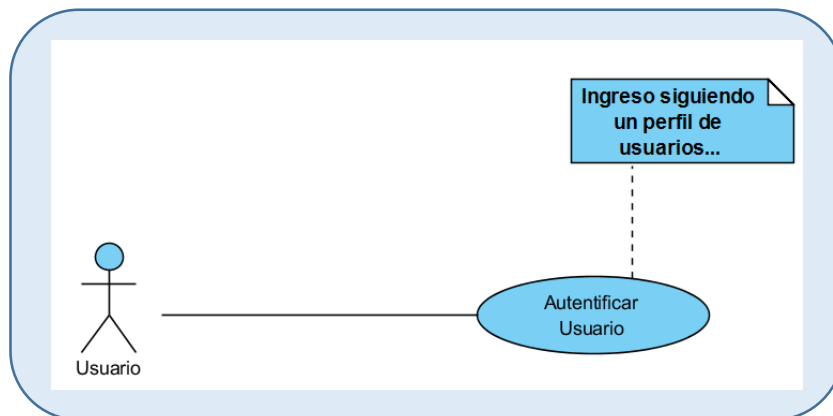 Ingreso siguiendo
un perfil de
usuarios...
Autentificar
Usuario
Usuario